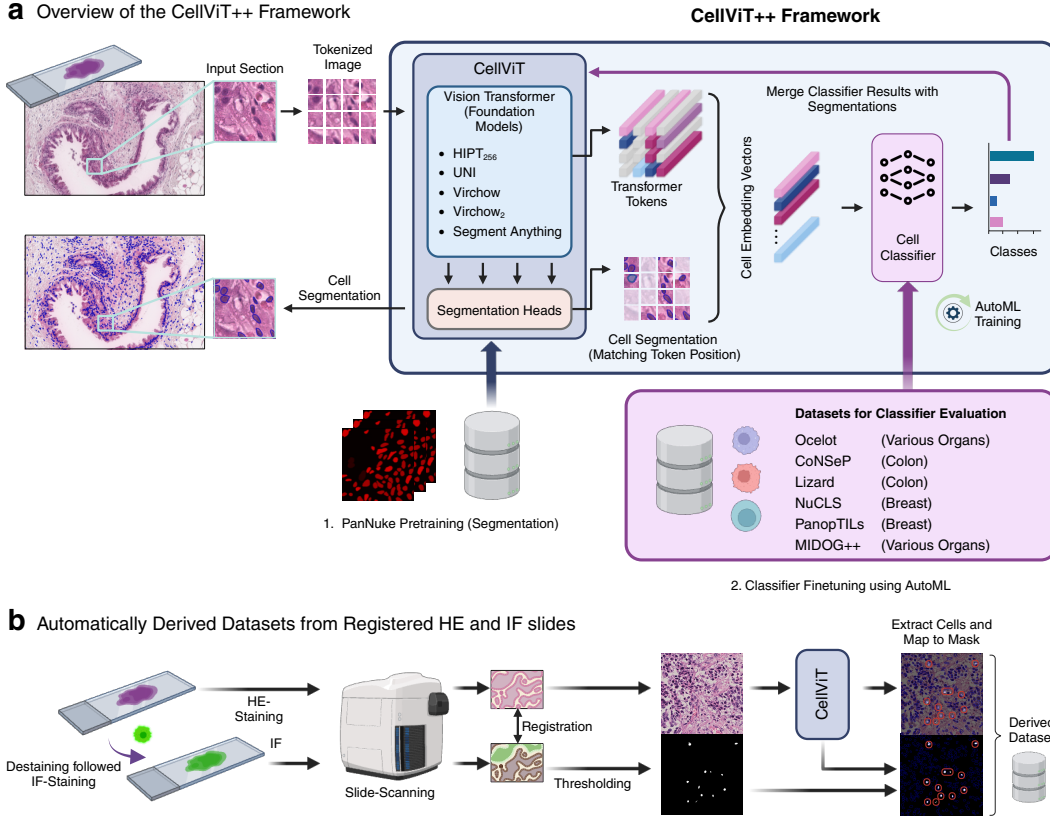 a Overview of the CellViT++ Framework
CellViT++ Framework
Input Section
Tokenized
Image
CellViT
Vision Transformer
(Foundation
Models)
• HIPT256
• UNI
• Virchow
• Virchow2
• Segment Anything
Segmentation Heads
Transformer
Tokens
Cell Segmentation
(Matching Token Position)
Cell Embedding Vectors
Merge Classifier Results with
Segmentations
Cell
Classifier
Classes
AutoML
Training
Cell
Segmentation
1. PanNuke Pretraining (Segmentation)
Datasets for Classifier Evaluation
Ocelot (Various Organs)
CoNSeP (Colon)
Lizard (Colon)
NuCLS (Breast)
PanopTILs (Breast)
MIDOG++ (Various Organs)
2. Classifier Finetuning using AutoML
b Automatically Derived Datasets from Registered HE and IF slides
HE-
Staining
Destaining followed
IF-Staining
IF
Slide-Scanning
Registration
Thresholding
CellViT
Extract Cells and
Map to Mask
Derived
Dataset